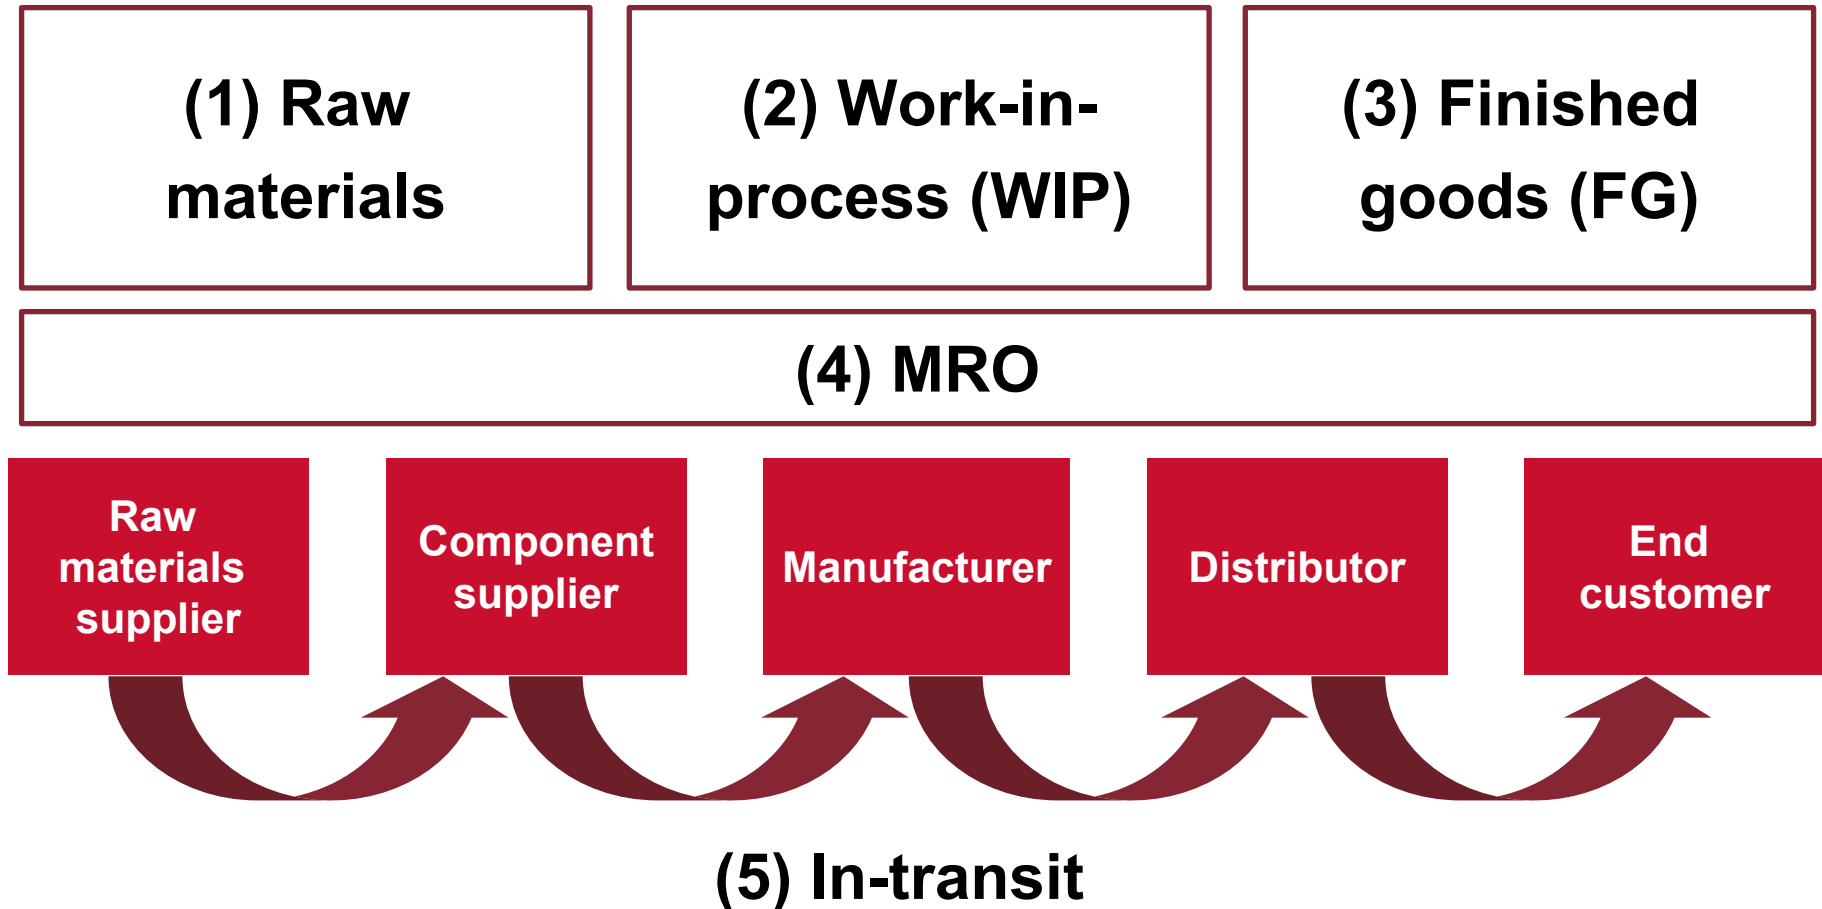 (1) Raw
materials
(2) Work-in-
process (WIP)
(3) Finished
goods (FG)
(4) MRO
Raw
materials
supplier
Component
supplier
Manufacturer
Distributor
End
customer
(5) In-transit